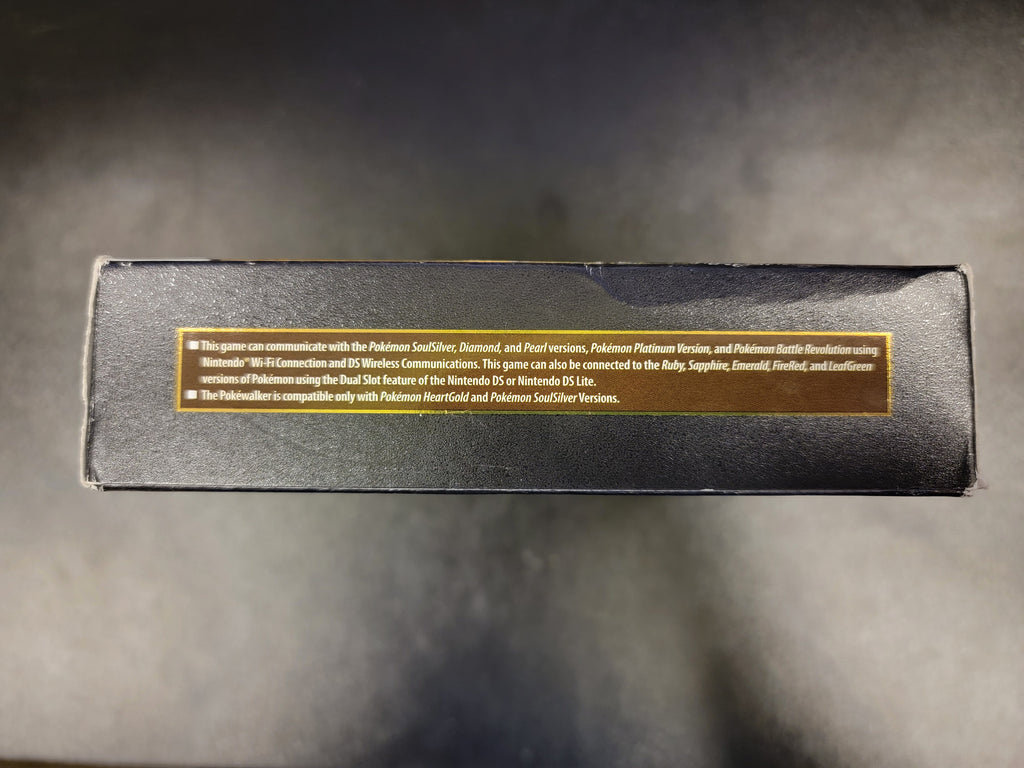 ■ This game can communicate with the Pokémon SoulSilver, Diamond, and Pearl versions, Pokémon Platinum Version, and Pokémon Battle Revolution using
Nintendo® Wi-Fi Connection and DS Wireless Communications. This game can also be connected to the Ruby, Sapphire, Emerald, FireRed, and LeafGreen
versions of Pokémon using the Dual Slot feature of the Nintendo DS or Nintendo DS Lite.
■ The Pokéwalker is compatible only with Pokémon HeartGold and Pokémon SoulSilver Versions.